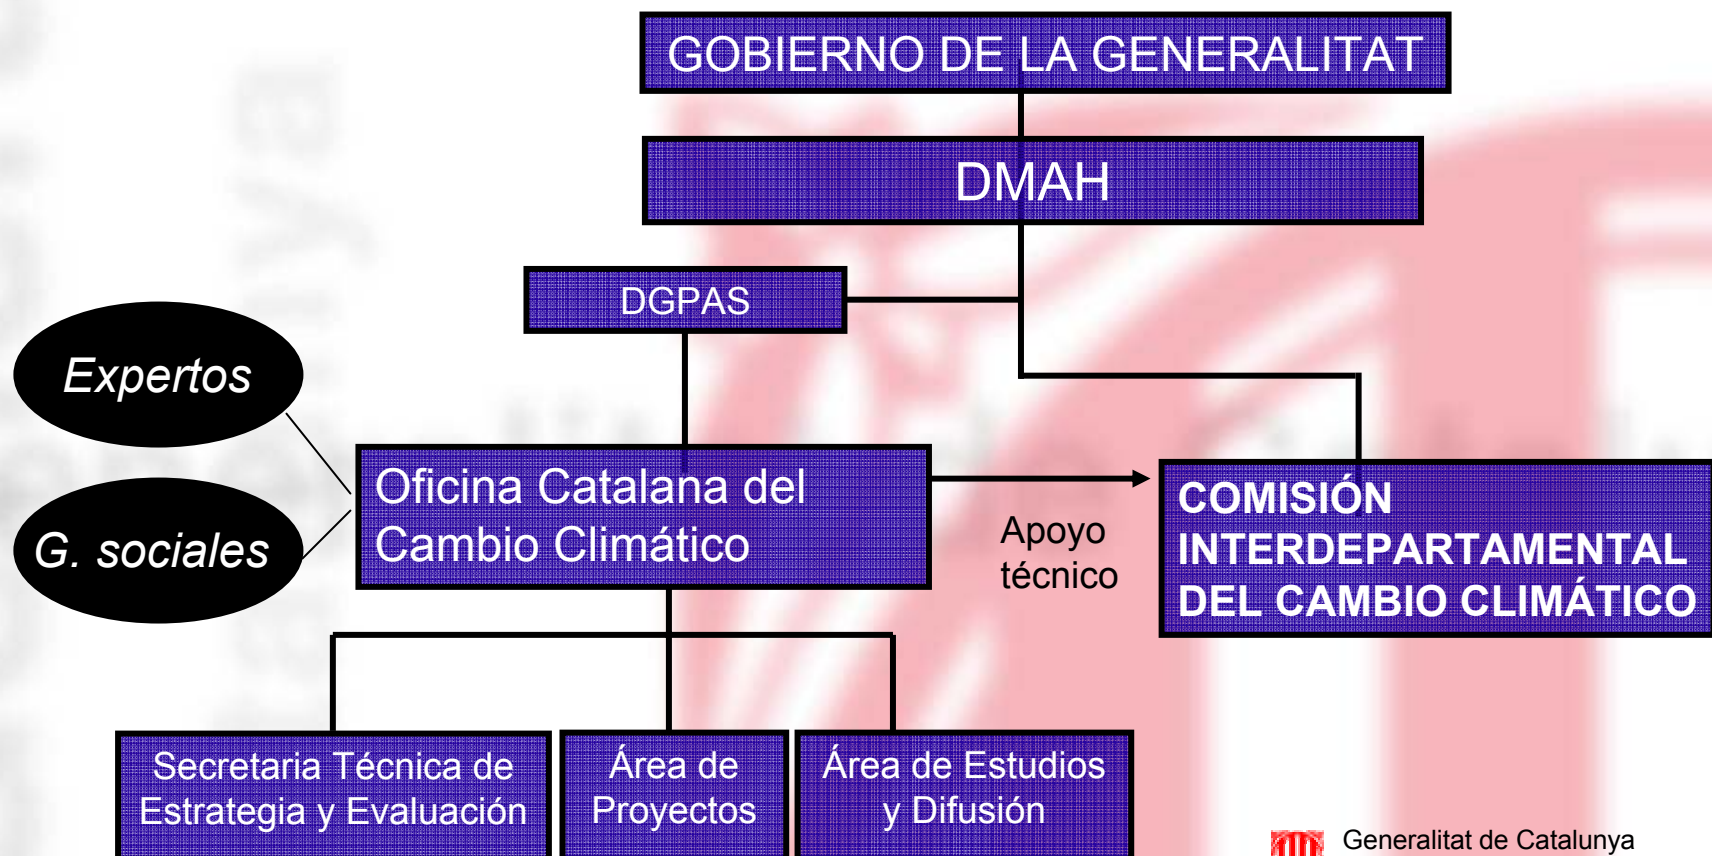 GOBIERNO DE LA GENERALITAT
DMAH
DGPAS
Expertos
G. sociales
Oficina Catalana del
Cambio Climático
Apoyo
técnico
COMISIÓN
INTERDEPARTAMENTAL
DEL CAMBIO CLIMÁTICO
Secretaria Técnica de
Estrategia y Evaluación
Área de
Proyectos
Área de Estudios
y Difusión
Generalitat de Catalunya